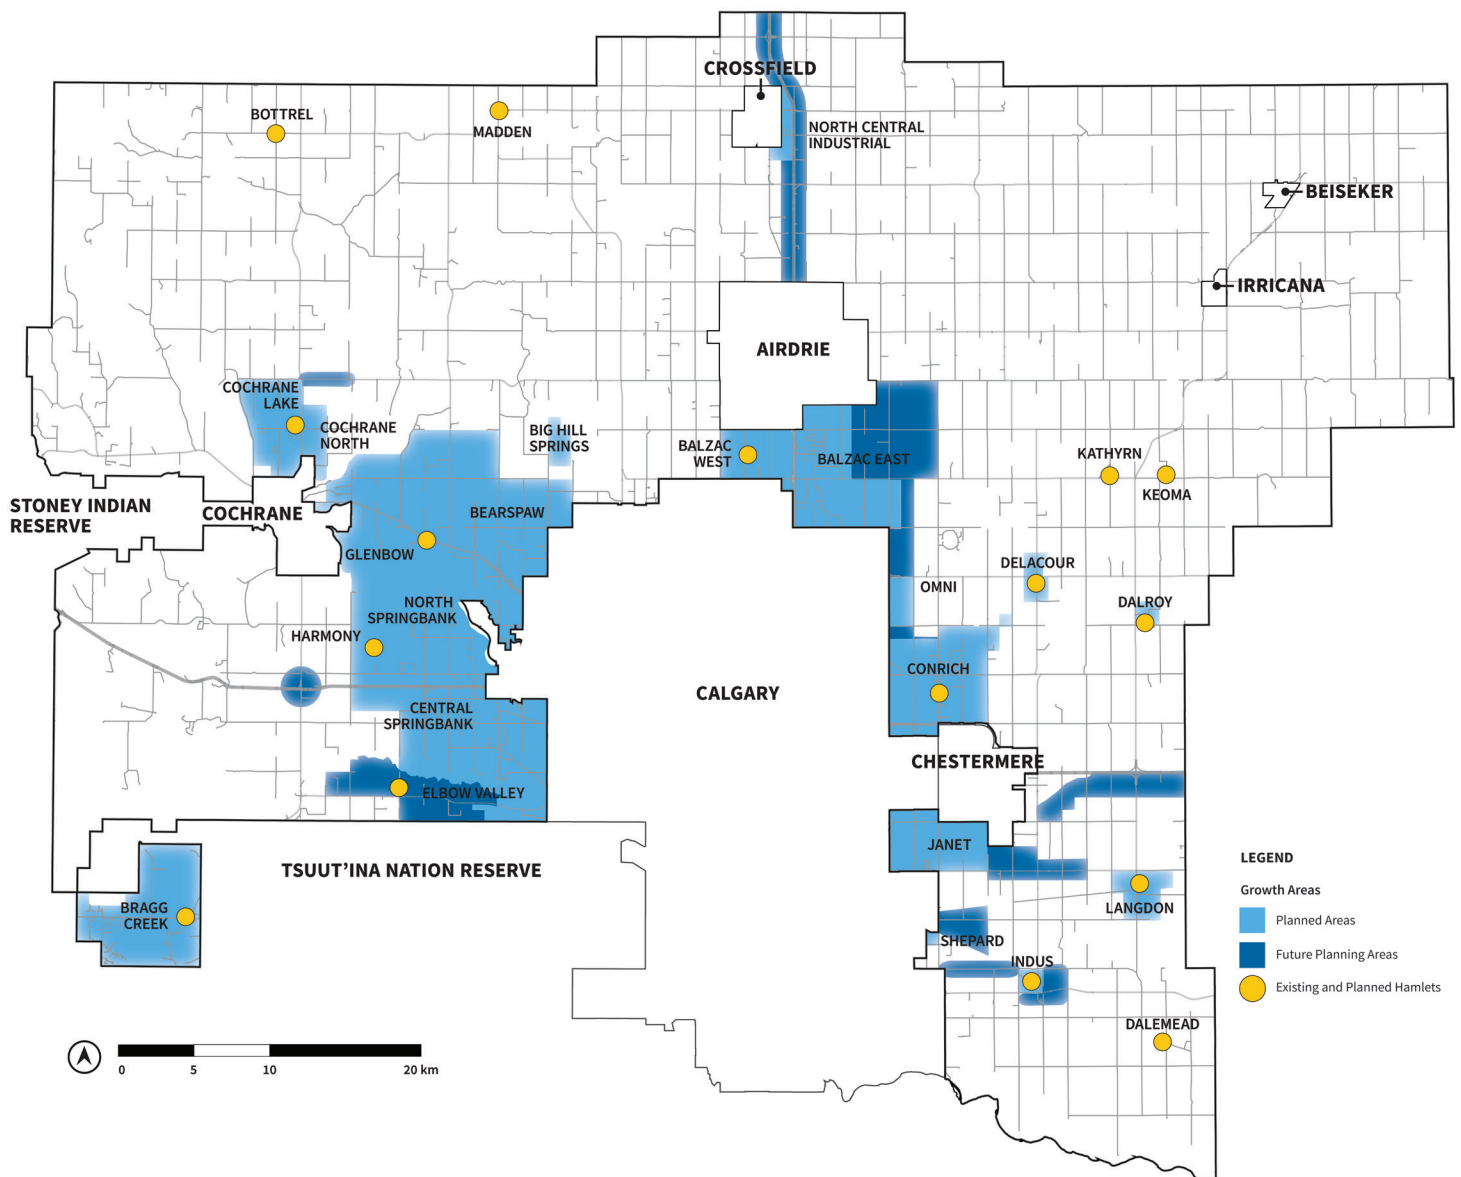 CROSSFIELD
BOTTREL
MADDEN
NORTH CENTRAL
INDUSTRIAL
BEISEKER
IRRICANA
AIRDRIE
COCHRANE
LAKE
COCHRANE
NORTH
BIG HILL
SPRINGS
BALZAC
WEST
BALZAC EAST
KATHYRN
KEOMA
STONEY INDIAN
RESERVE
COCHRANE
BEARSPAW
GLENBOW
DELACOUR
OMNI
DALROY
NORTH
SPRINGBANK
HARMONY
CONRICH
CALGARY
CENTRAL
SPRINGBANK
CHESTERMERE
ELBOW VALLEY
JANET
TSUUT’INA NATION RESERVE
LANGDON
BRAGG
CREEK
SHEPARD
INDUS
DALEMEAD
LEGEND
Growth Areas
Planned Areas
Future Planning Areas
Existing and Planned Hamlets
0 5 10 20 km